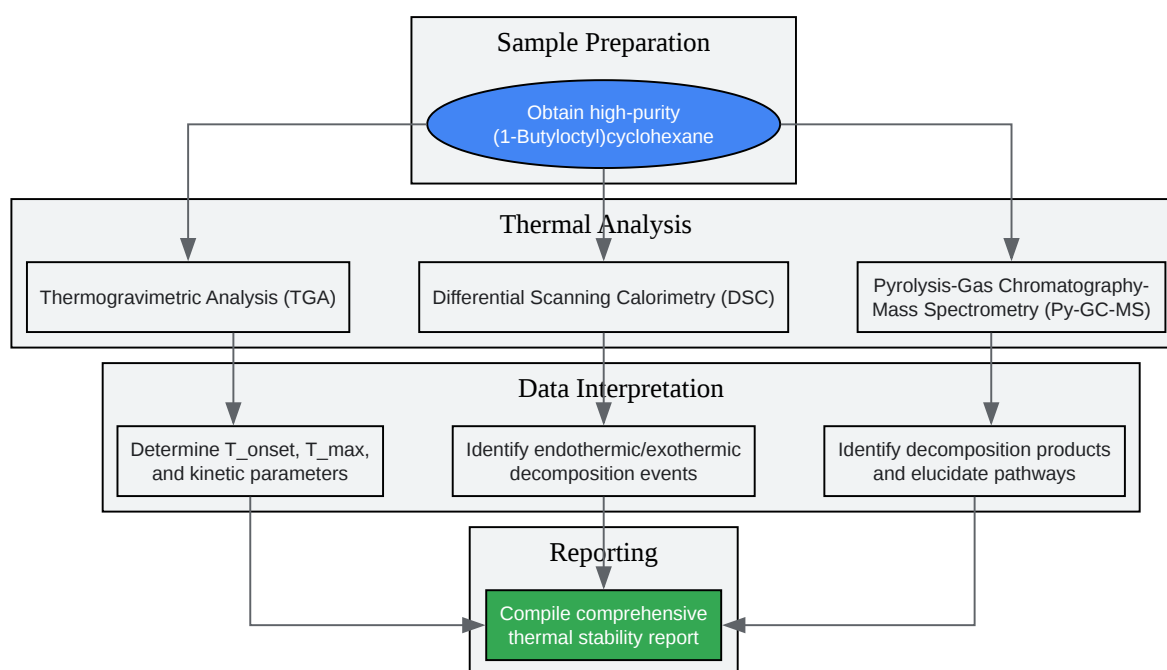 Sample Preparation
Obtain high-purity
(1-Butyloctyl)cyclohexane
Thermal Analysis
Thermogravimetric Analysis (TGA)
Differential Scanning Calorimetry (DSC)
Pyrolysis-Gas Chromatography-
Mass Spectrometry (Py-GC-MS)
Data Interpretation
Determine T_onset, T_max,
and kinetic parameters
Identify endothermic/exothermic
decomposition events
Identify decomposition products
and elucidate pathways
Reporting
Compile comprehensive
thermal stability report